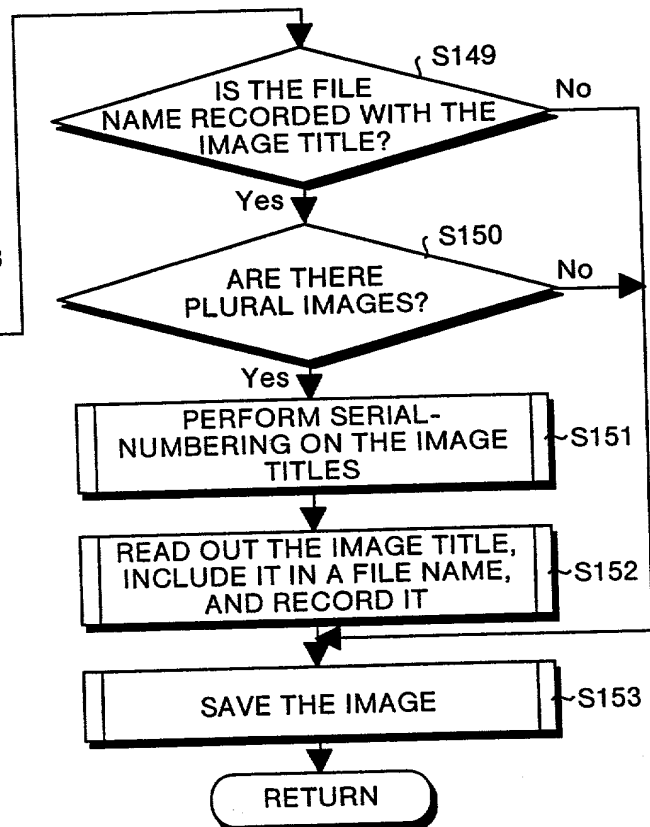 S149
IS THE FILE
NAME RECORDED WITH THE
IMAGE TITLE?
No
Yes
S150
ARE THERE
PLURAL IMAGES?
No
Yes
PERFORM SERIAL-
NUMBERING ON THE IMAGE
TITLES
S151
READ OUT THE IMAGE TITLE,
INCLUDE IT IN A FILE NAME,
AND RECORD IT
S152
SAVE THE IMAGE
S153
RETURN